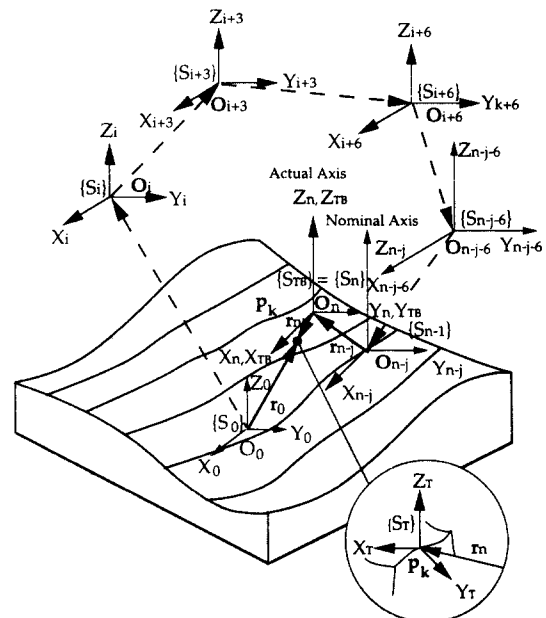 Zi+3
Zi+6
{Si+3}
Yi+3
{Si+6}
Oi+3
Oi+6
Yk+6
Xi+3
Xi+6
Zi
Zn-j-6
Actual Axis
{Si}
Oi
Yi
Zn, ZTB
{Sn-j-6}
Nominal Axis
Xi
Zn-j
On-j-6
Yn-j-6
{STB} = {Sn}
Xn-j-6
Pk
On
Yn,YTB
rn
{Sn-1}
rn-j
Xn,XTB
Z0
On-j
Yn-j
r0
Xn-j
{S0
Y0
X0
O0
ZT
{ST}
XT
rn
Pk
YT